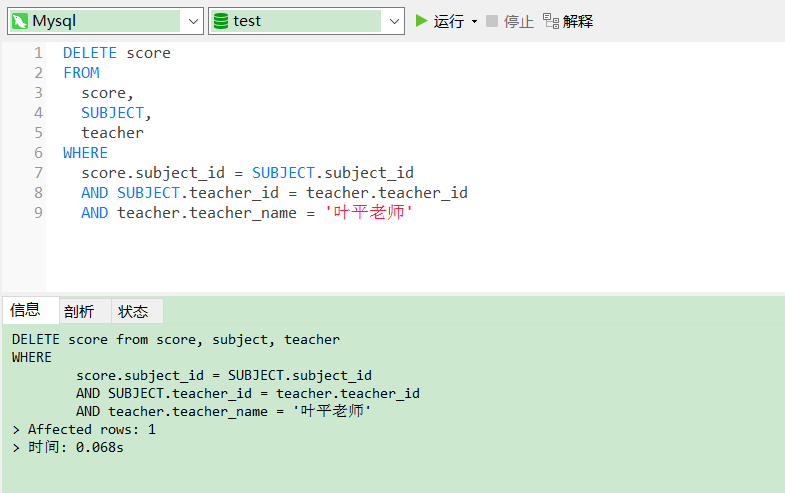 Mysql test 运行 停止 解释
1 DELETE score
2 FROM
3 score,
4 SUBJECT,
5 teacher
6 WHERE
7 score.subject_id = SUBJECT.subject_id
8 AND SUBJECT.teacher_id = teacher.teacher_id
9 AND teacher.teacher_name = '叶平老师'
信息 剖析 状态
DELETE score from score, subject, teacher
WHERE
score.subject_id = SUBJECT.subject_id
AND SUBJECT.teacher_id = teacher.teacher_id
AND teacher.teacher_name = '叶平老师'
> Affected rows: 1
> 时间: 0.068s